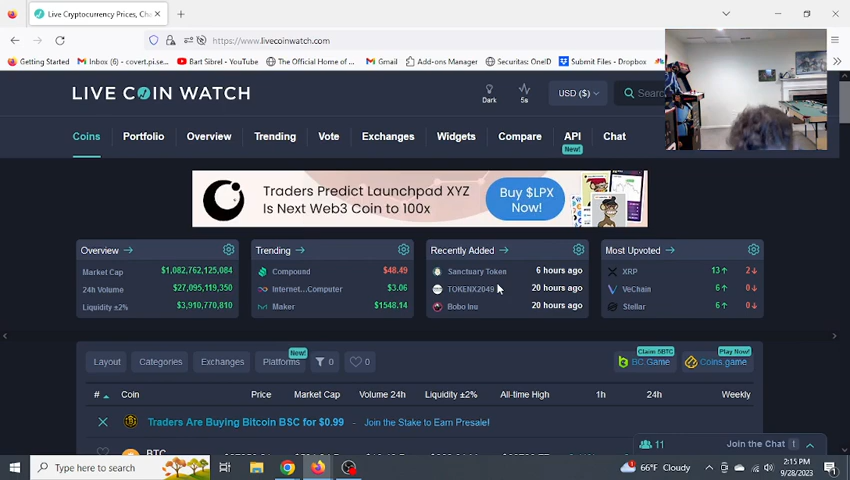 Live Cryptocurrency Prices, Cha
https://www.livecoinwatch.com
Getting Started
Inbox (6) - covert.pi.se...
Bart Sibrel - YouTube
The Official Home of ...
Gmail
Add-ons Manager
Submit Files - Dropbox
LIVE COIN WATCH
Dark
5s
USD ($)
Search
Coins
Portfolio
Overview
Trending
Vote
Exchanges
Widgets
Compare
API
Chat
New!
Traders Predict Launchpad XYZ
Is Next Web3 Coin to 100x
Buy $LPX
Now!
Overview
Market Cap $1,082,762,125,084
24h Volume $27,095,119,350
Liquidity ±2% $3,910,770,810
Trending
Compound $48.49
Internet...Computer $3.06
Maker $1548.14
Recently Added
Sanctuary Token 6 hours ago
TOKENX2049 20 hours ago
Bobo Inu 20 hours ago
Most Upvoted
XRP 13 2
VeChain 6 0
Stellar 6 0
Layout
Categories
Exchanges
Platforms
New!
0
0
Claim 5BTC
BC Game
Play Now!
Coins.game
# Coin Price Market Cap Volume 24h Liquidity ±2% All-time High 1h 24h Weekly
Traders Are Buying Bitcoin BSC for $0.99 - Join the Stake to Earn Presale!
BTC
11
Join the Chat
Type here to search
66°F Cloudy
2:15 PM
9/28/2023